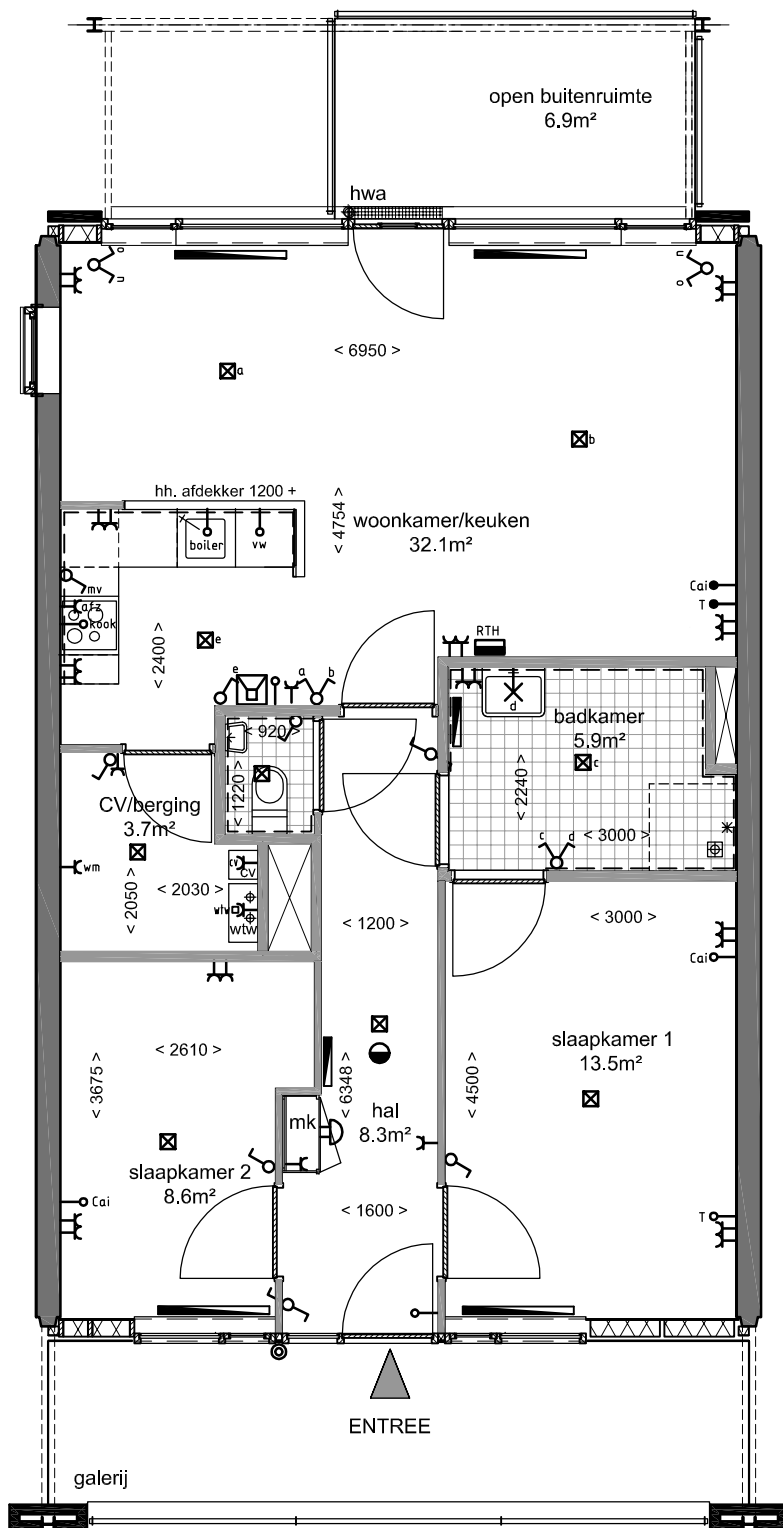 open buitenruimte
6.9m²
hwa
o
u
u
o
< 6950 >
a
b
hh. afdekker 1200 +
< 4754 >
woonkamer/keuken
32.1m²
boiler
vw
mv
afz
kook
Cai
T
e
< 2400 >
RTH
e
a
b
< 920 >
d
badkamer
5.9m²
c
< 1220 >
< 2240 >
CV/berging
3.7m²
c
d
< 3000 >
wm
< 2050 >
< 2030 >
cv
CV
wtw
wtw
< 1200 >
< 3000 >
Cai
slaapkamer 1
13.5m²
< 2610 >
< 3675 >
< 6348 >
< 4500 >
mk
hal
8.3m²
slaapkamer 2
8.6m²
Cai
< 1600 >
T
ENTREE
galerij